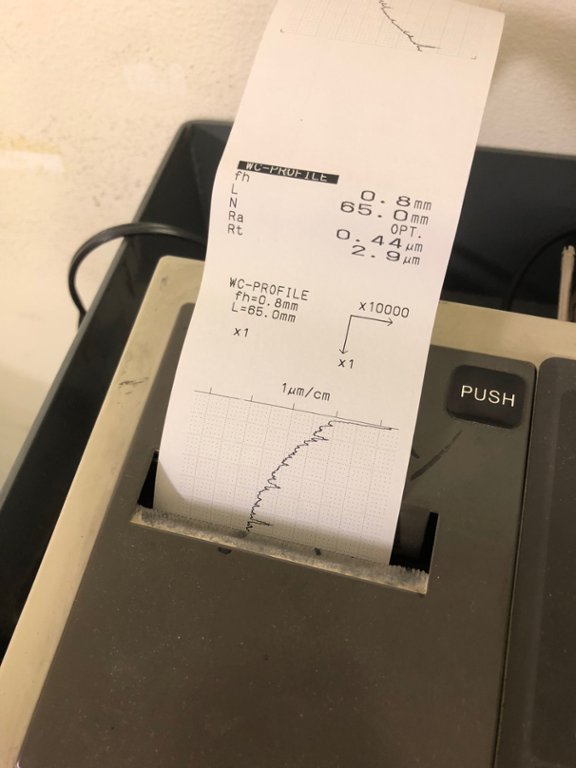 WC-PROFILE
fh 0.8mm
L 65.0mm
N OPT.
Ra 0.44µm
Rt 2.9µm
WC-PROFILE
fh=0.8mm
L=65.0mm
x1
x10000
x1
1µm/cm
PUSH